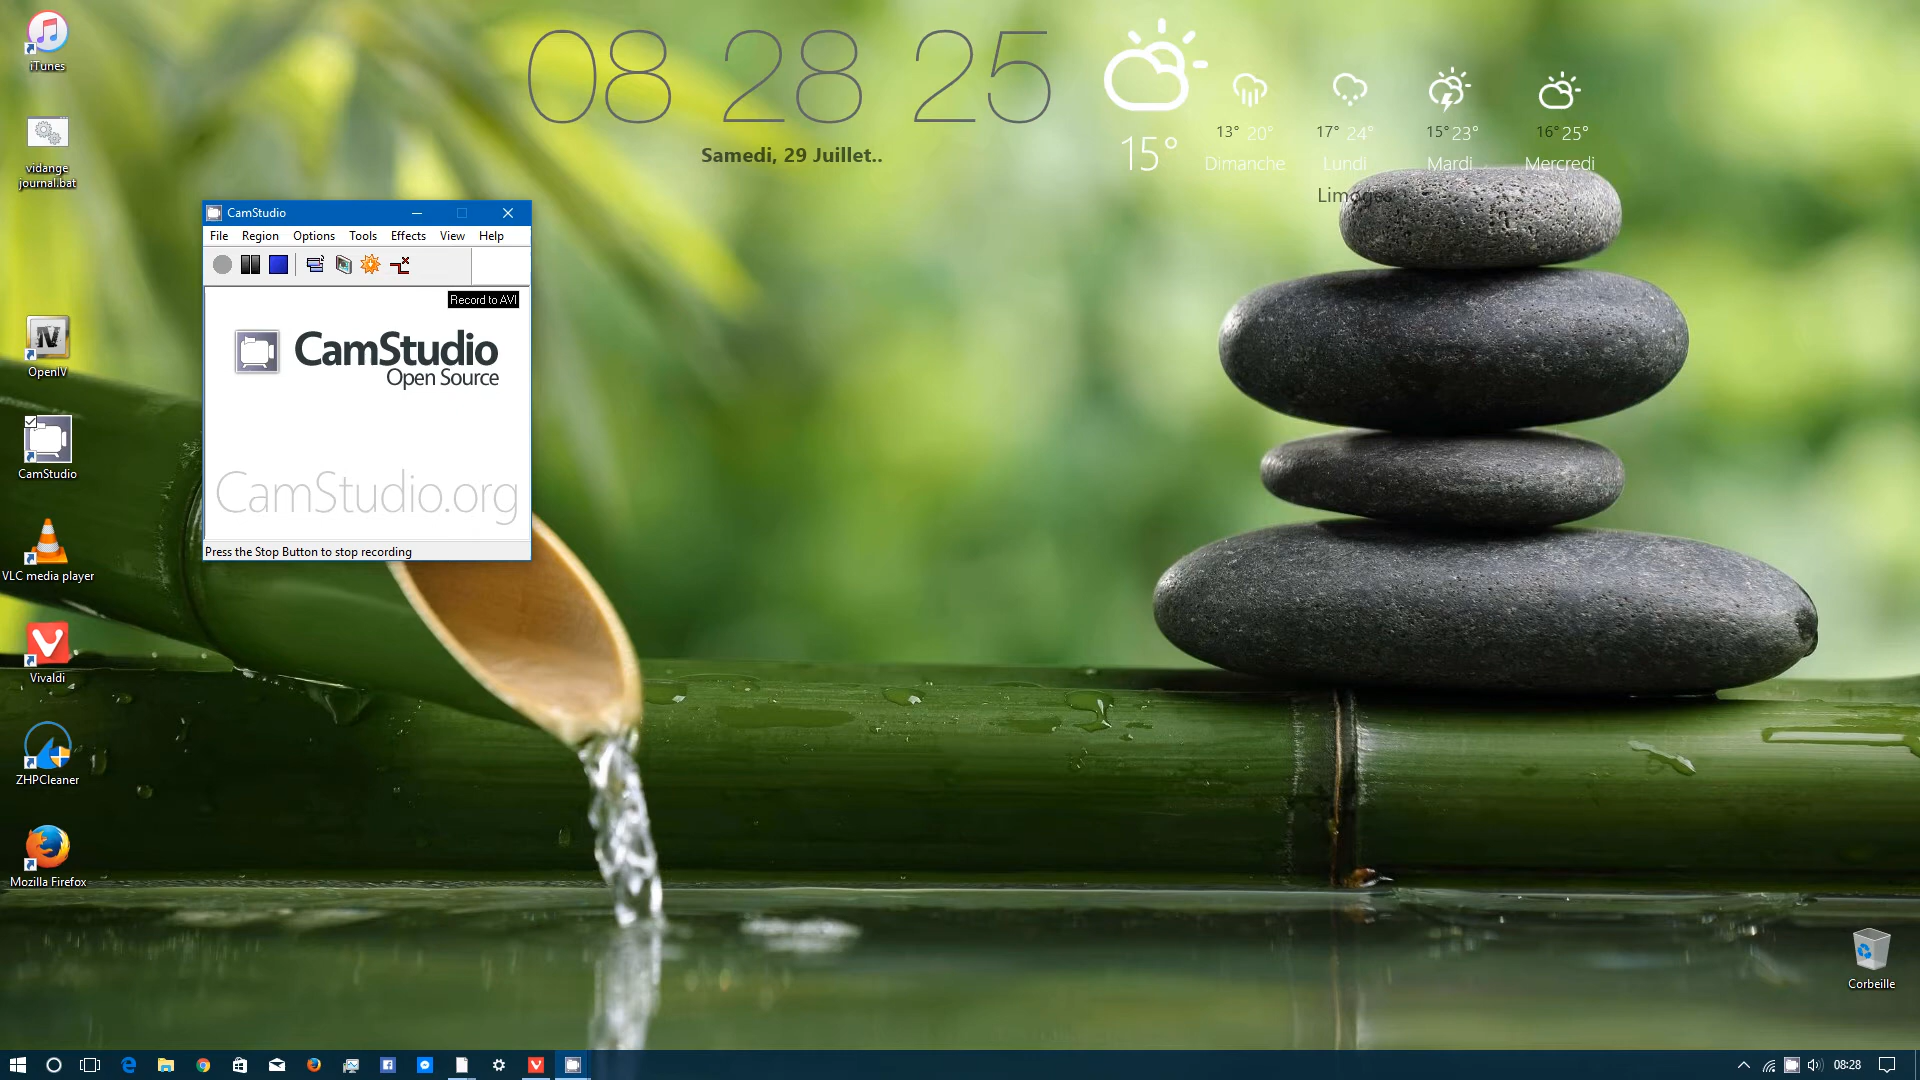 iTunes
vidange
journal.bat
OpenIV
CamStudio
VLC media player
Vivaldi
ZHPCleaner
Mozilla Firefox
08 28 25
Samedi, 29 Juillet..
15°
13° 20°
Dimanche
17° 24°
Lundi
15° 23°
Mardi
16° 25°
Mercredi
Limoges
CamStudio
File Region Options Tools Effects View Help
Record to AVI
CamStudio
Open Source
CamStudio.org
Press the Stop Button to stop recording
Corbeille
08:28